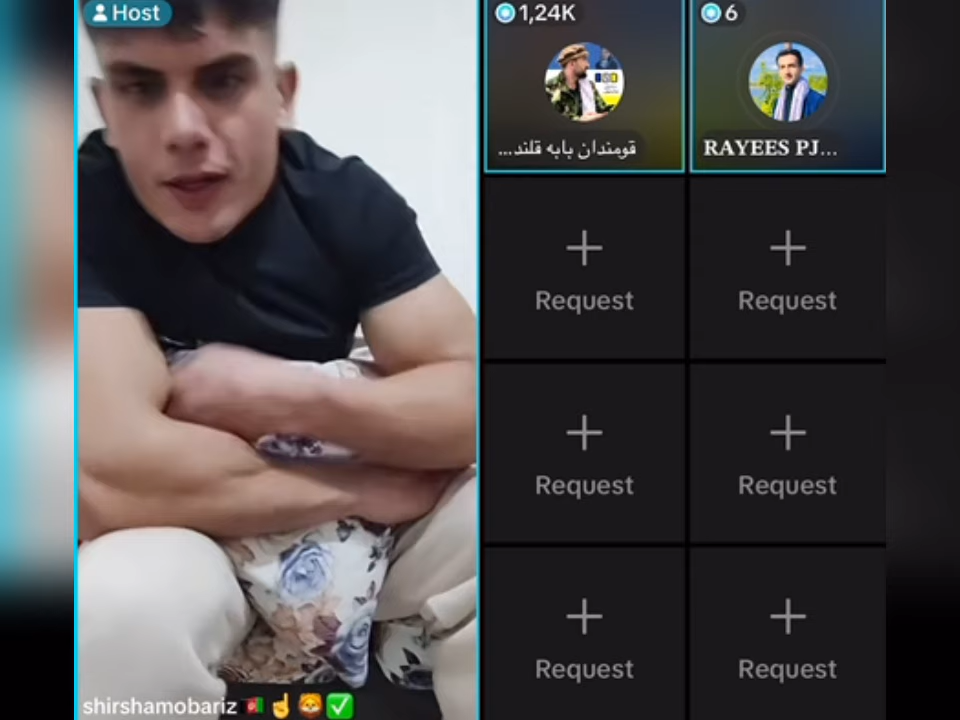 Host
1,24K
6
قومندان بابه قلند...
RAYEES PJ...
Request
Request
Request
Request
Request
Request
shirshamobariz 🇦🇫☝️🦁✅